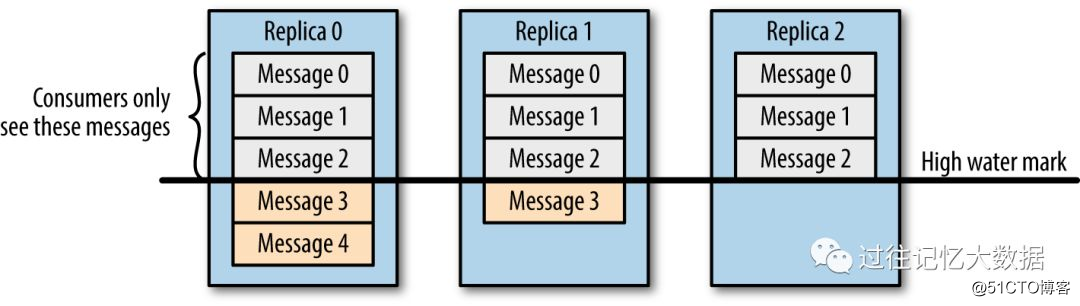 Replica 0
Replica 1
Replica 2
Consumers only
see these messages
Message 0
Message 1
Message 2
Message 3
Message 4
Message 0
Message 1
Message 2
Message 3
Message 0
Message 1
Message 2
High water mark
过往记忆大数据
@51CTO博客